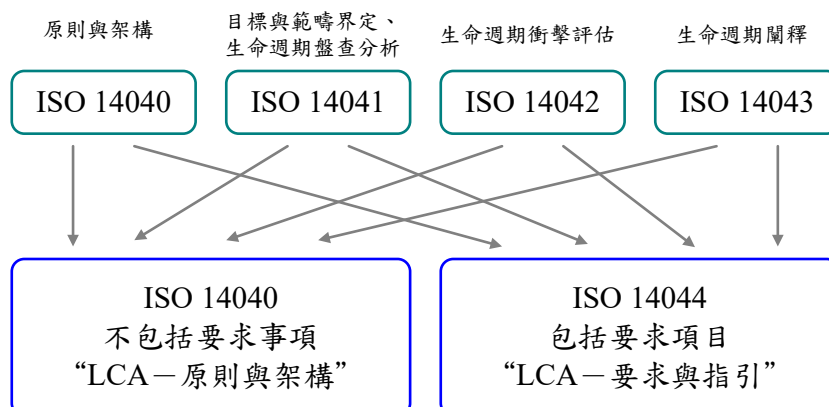 原則與架構
目標與範疇界定、
生命週期盤查分析
生命週期衝擊評估
生命週期闡釋
ISO 14040
ISO 14041
ISO 14042
ISO 14043
ISO 14040
不包括要求事項
“LCA－原則與架構”
ISO 14044
包括要求項目
“LCA－要求與指引”